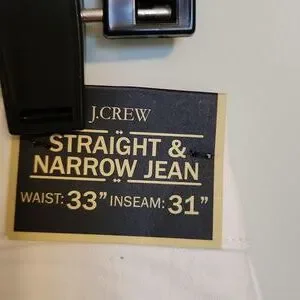 J.CREW
STRAIGHT &
NARROW JEAN
WAIST: 33" INSEAM: 31"